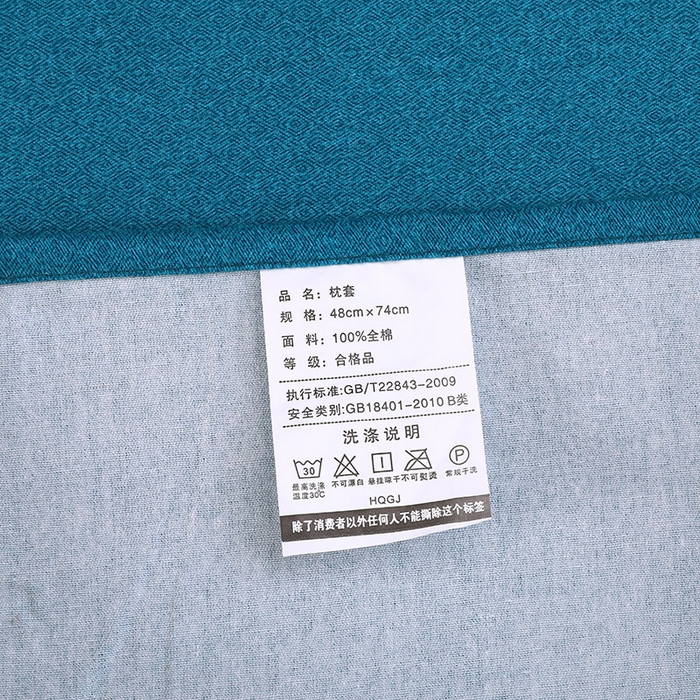 品 名：枕套
规 格：48cm×74cm
面 料：100%全棉
等 级：合格品
执行标准:GB/T22843-2009
安全类别:GB18401-2010 B类
洗涤说明
30 P
最高洗涤 不可漂白 悬挂晾干 不可熨烫 常规干洗
温度30℃
HQGJ
除了消费者以外任何人不能撕除这个标签